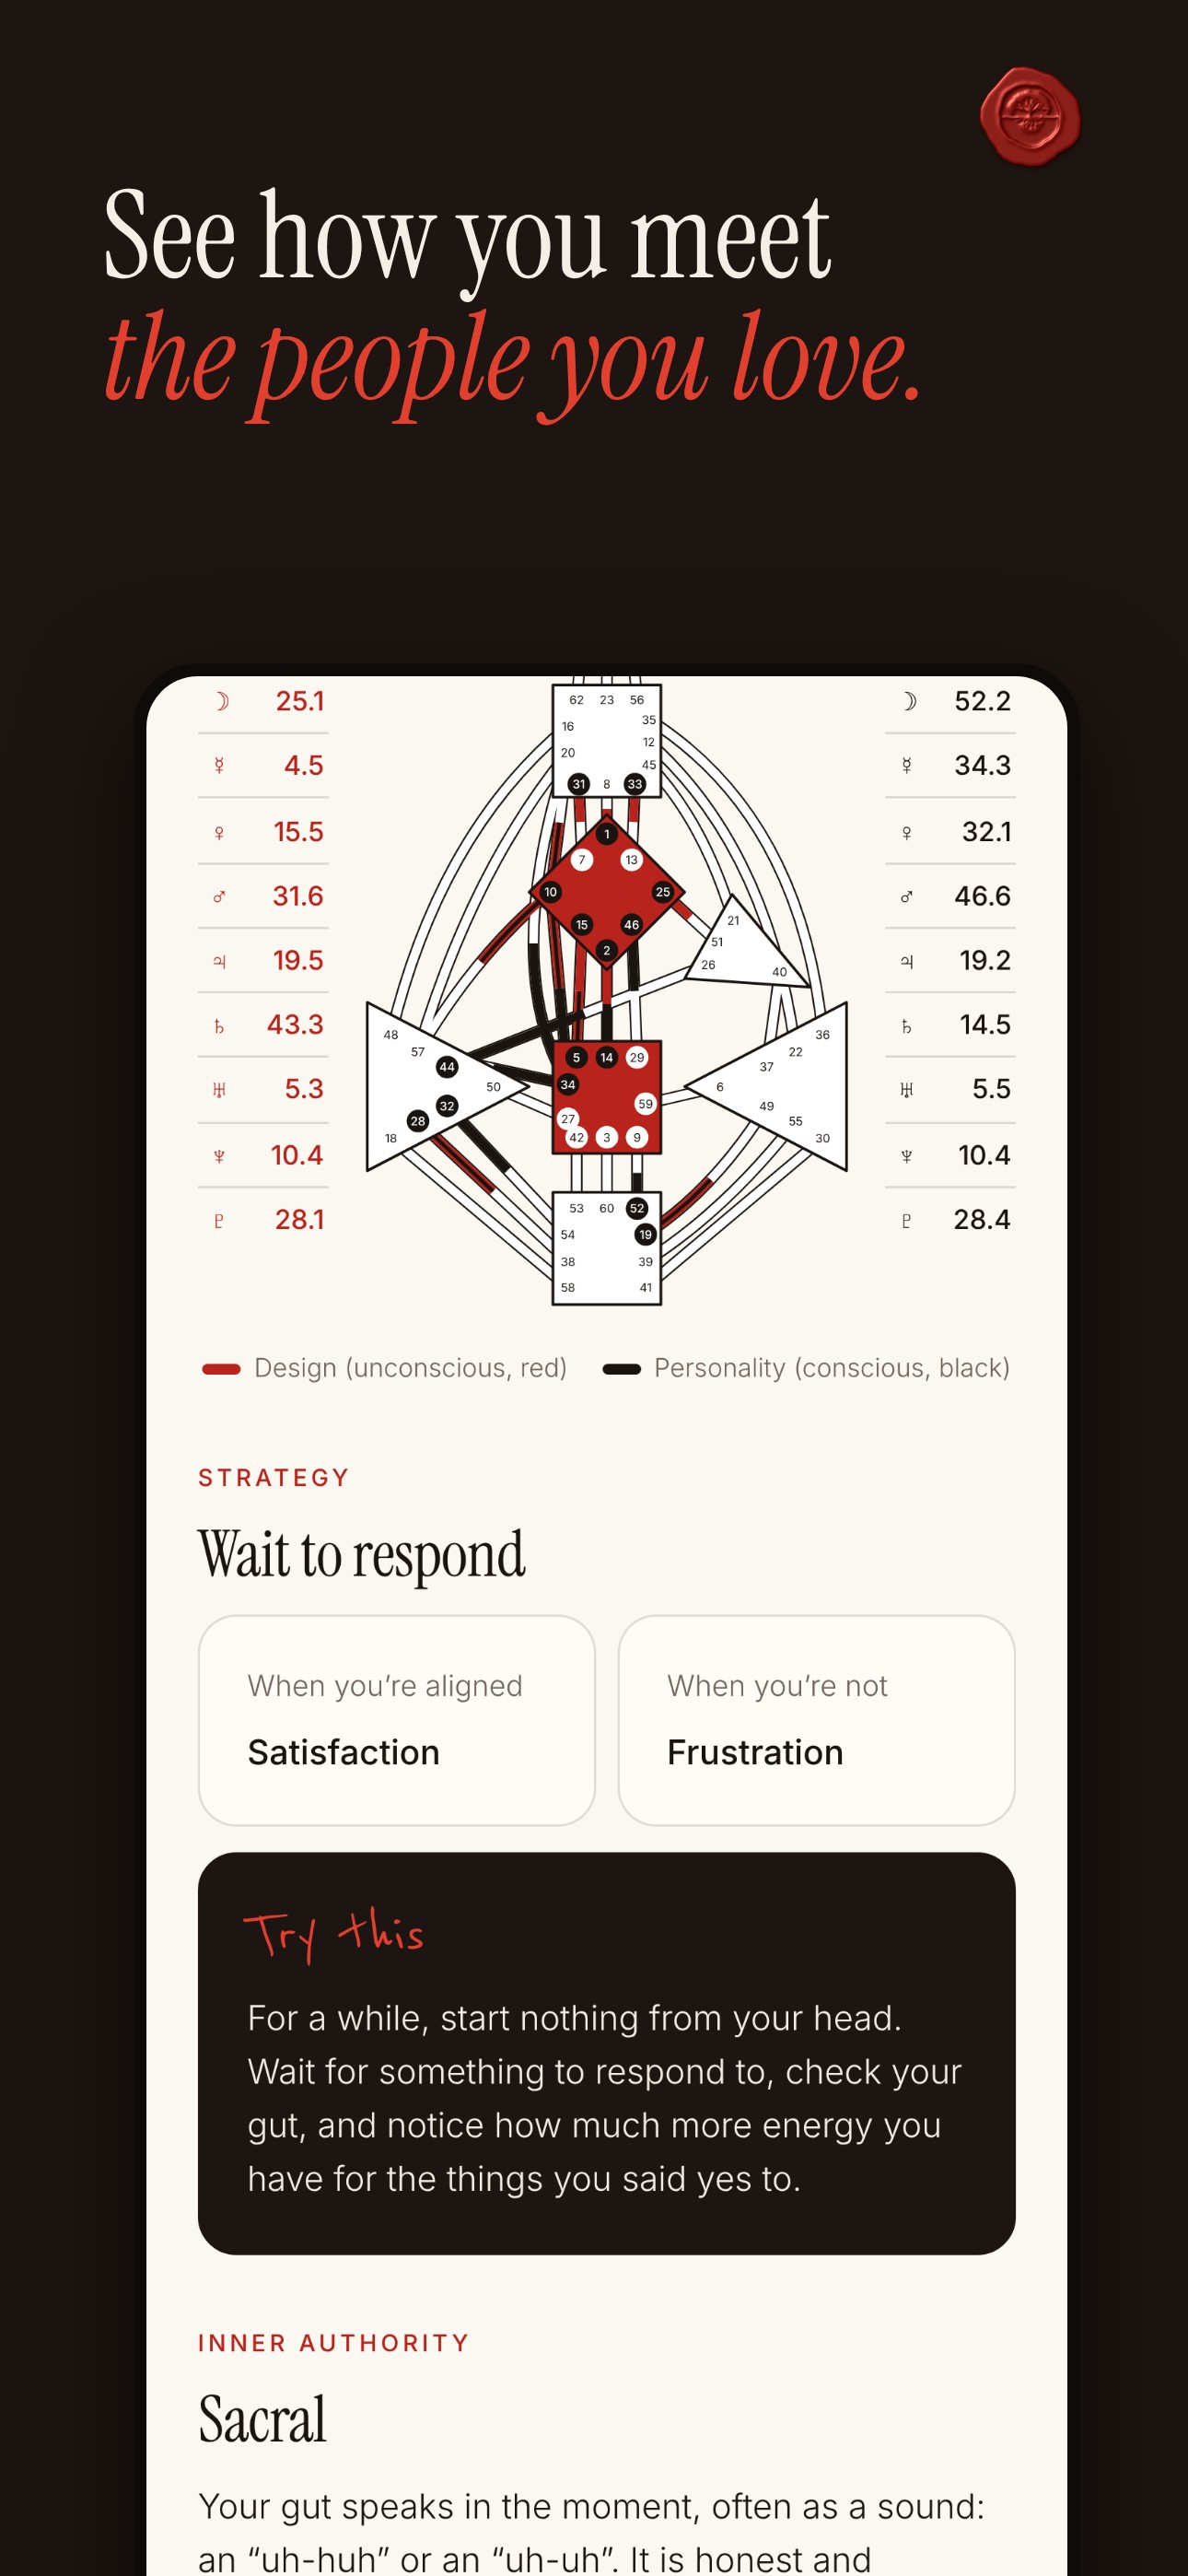 See how you meet
the people you love.
☽ 25.1
☿ 4.5
♀ 15.5
♂ 31.6
♃ 19.5
♄ 43.3
♅ 5.3
♆ 10.4
♇ 28.1
62 23 56
16 35
12
20 45
31 8 33
1
7 13
10 25
15 46
2
21
51
26 40
48
57
44
50
32
28
18
5 14 29
34
59
27
42 3 9
36
22
37
6
49
55
30
53 60 52
54 19
38 39
58 41
☽ 52.2
☿ 34.3
♀ 32.1
♂ 46.6
♃ 19.2
♄ 14.5
♅ 5.5
♆ 10.4
♇ 28.4
Design (unconscious, red) Personality (conscious, black)
STRATEGY
Wait to respond
When you’re aligned
Satisfaction
When you’re not
Frustration
Try this
For a while, start nothing from your head.
Wait for something to respond to, check your
gut, and notice how much more energy you
have for the things you said yes to.
INNER AUTHORITY
Sacral
Your gut speaks in the moment, often as a sound:
an “uh-huh” or an “uh-uh”. It is honest and